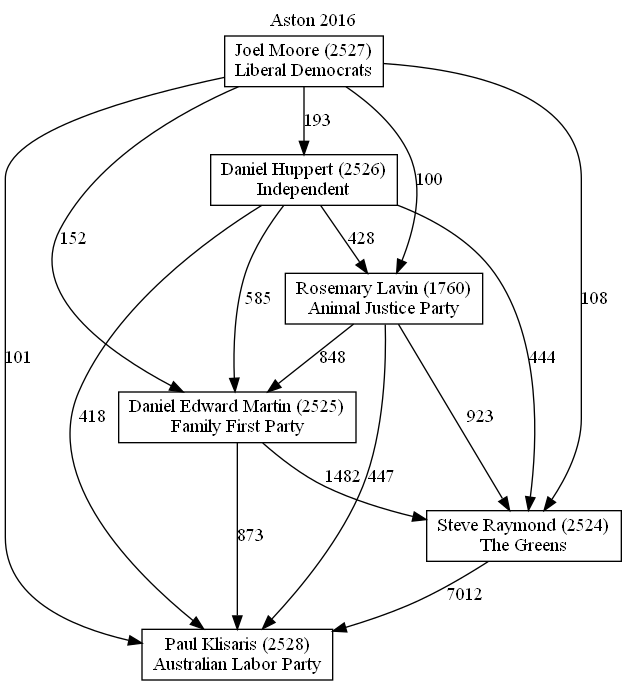 Aston 2016
Joel Moore (2527)
Liberal Democrats
193
Daniel Huppert (2526)
Independent
100
152
428
585
Rosemary Lavin (1760)
Animal Justice Party
108
101
848
444
Daniel Edward Martin (2525)
Family First Party
418
923
1482
447
873
Steve Raymond (2524)
The Greens
7012
Paul Klisaris (2528)
Australian Labor Party